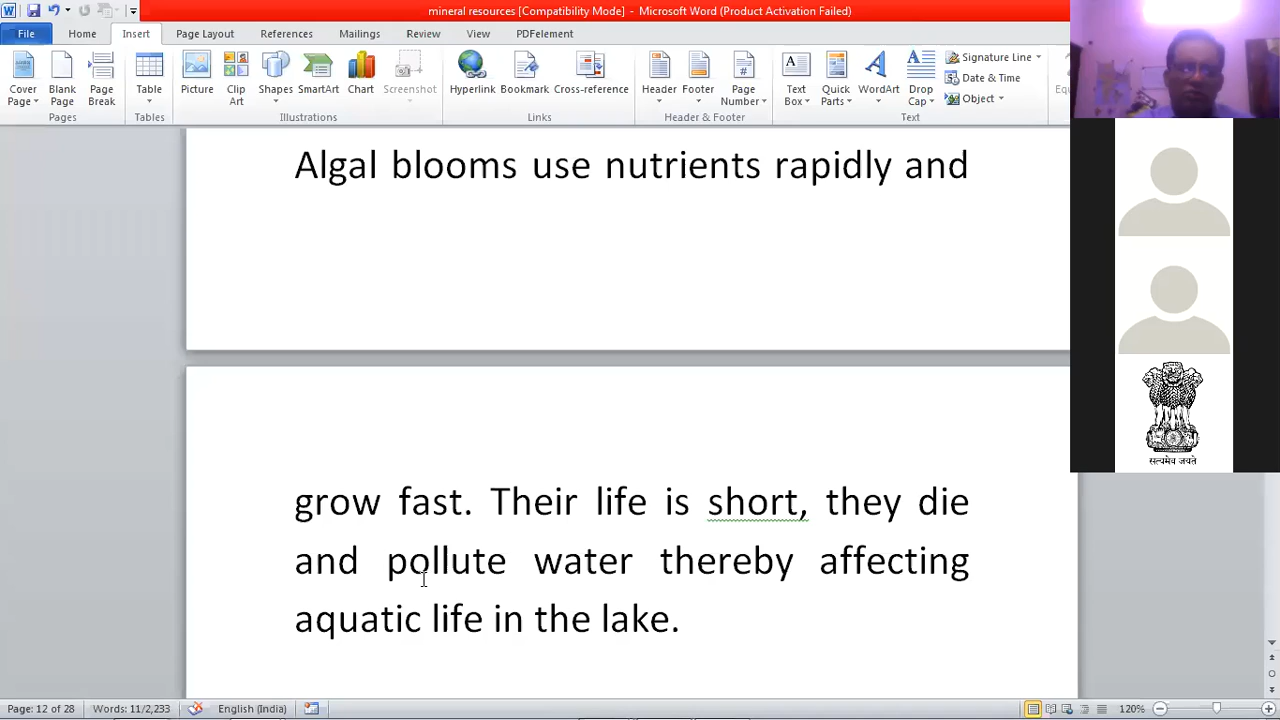 mineral resources [Compatibility Mode] - Microsoft Word (Product Activation Failed)
File Home Insert Page Layout References Mailings Review View PDFelement
Cover Page Blank Page Page Break Table Picture Clip Art Shapes SmartArt Chart Screenshot Hyperlink Bookmark Cross-reference Header Footer Page Number Text Box Quick Parts WordArt Drop Cap Signature Line
Date & Time
Object
Pages Tables Illustrations Links Header & Footer Text
Algal blooms use nutrients rapidly and
grow fast. Their life is short, they die
and pollute water thereby affecting
aquatic life in the lake.
सत्यमेव जयते
Page: 12 of 28 Words: 11/2,233 English (India) 120%